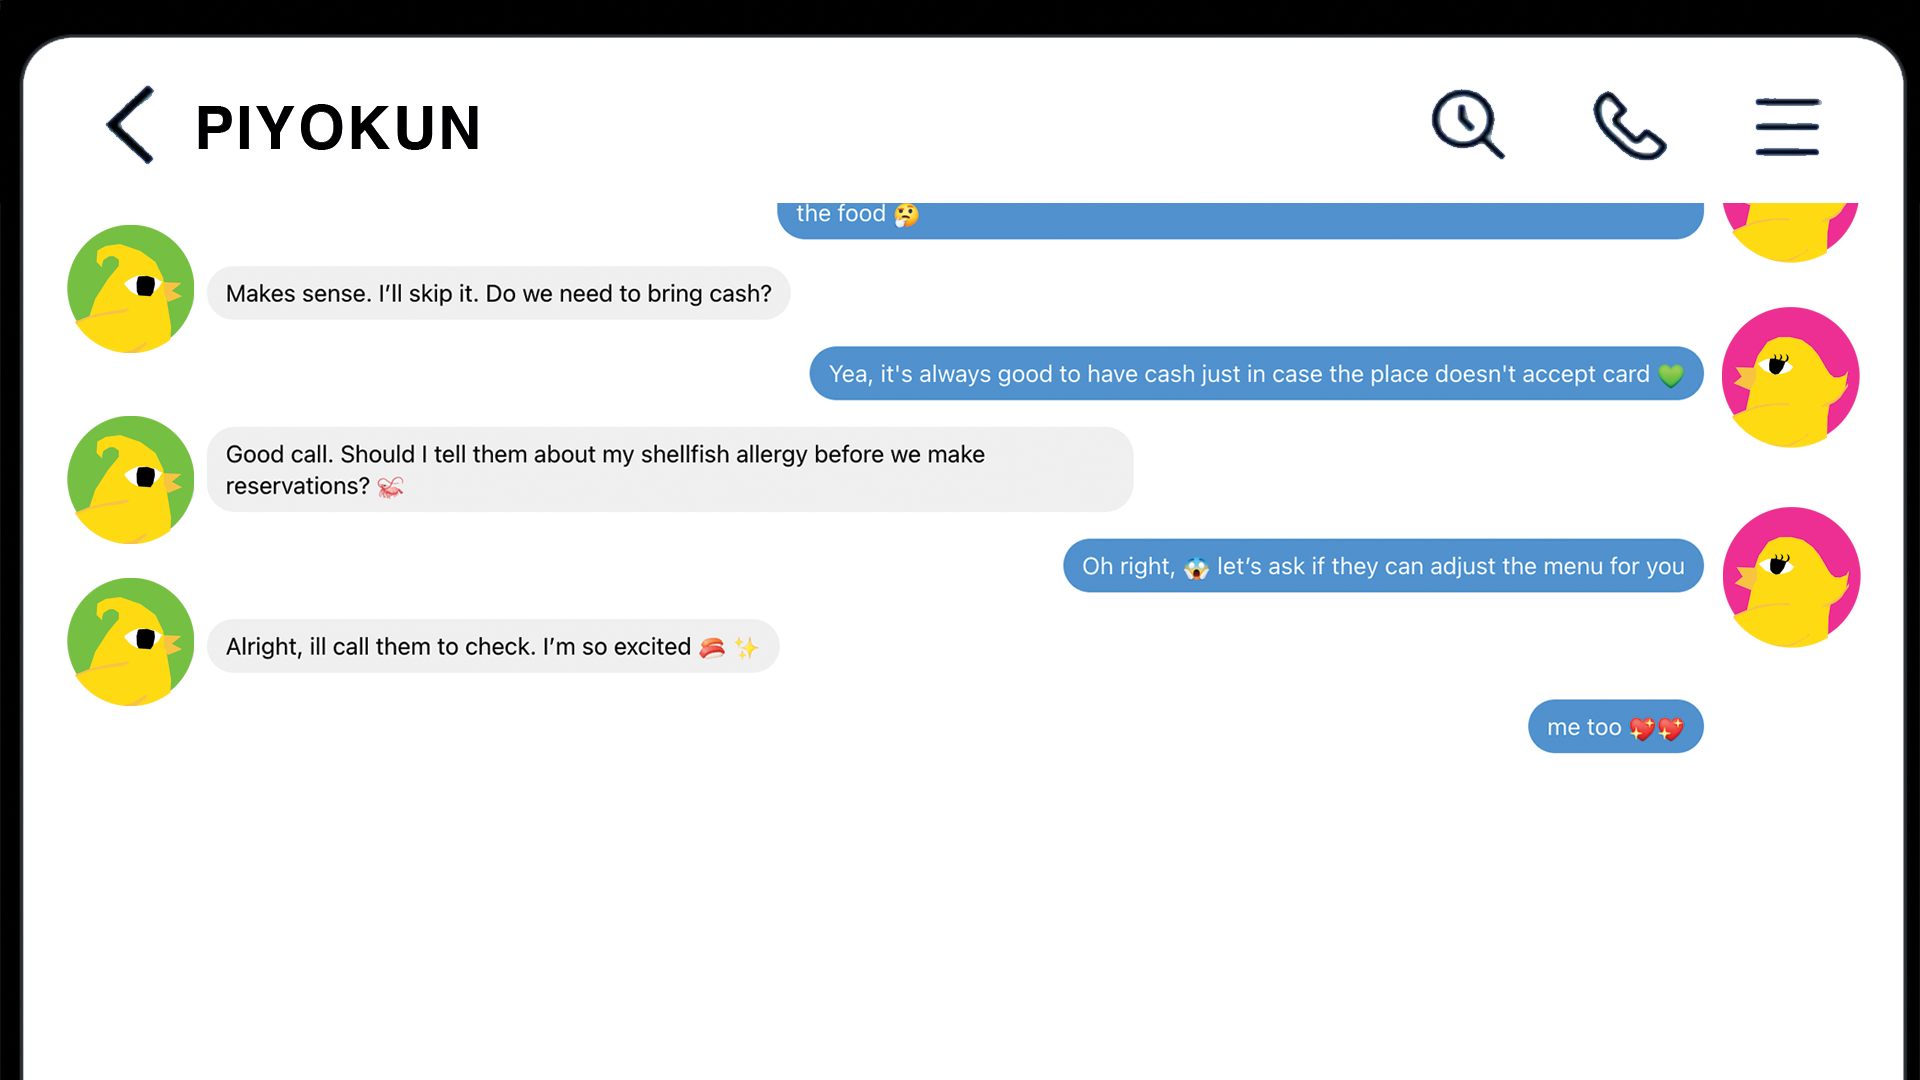 PIYOKUN
the food 🤔
Makes sense. I’ll skip it. Do we need to bring cash?
Yea, it's always good to have cash just in case the place doesn't accept card 💚
Good call. Should I tell them about my shellfish allergy before we make
reservations? 🦐
Oh right, 😱 let’s ask if they can adjust the menu for you
Alright, ill call them to check. I’m so excited 🍣 ✨
me too 💖💖